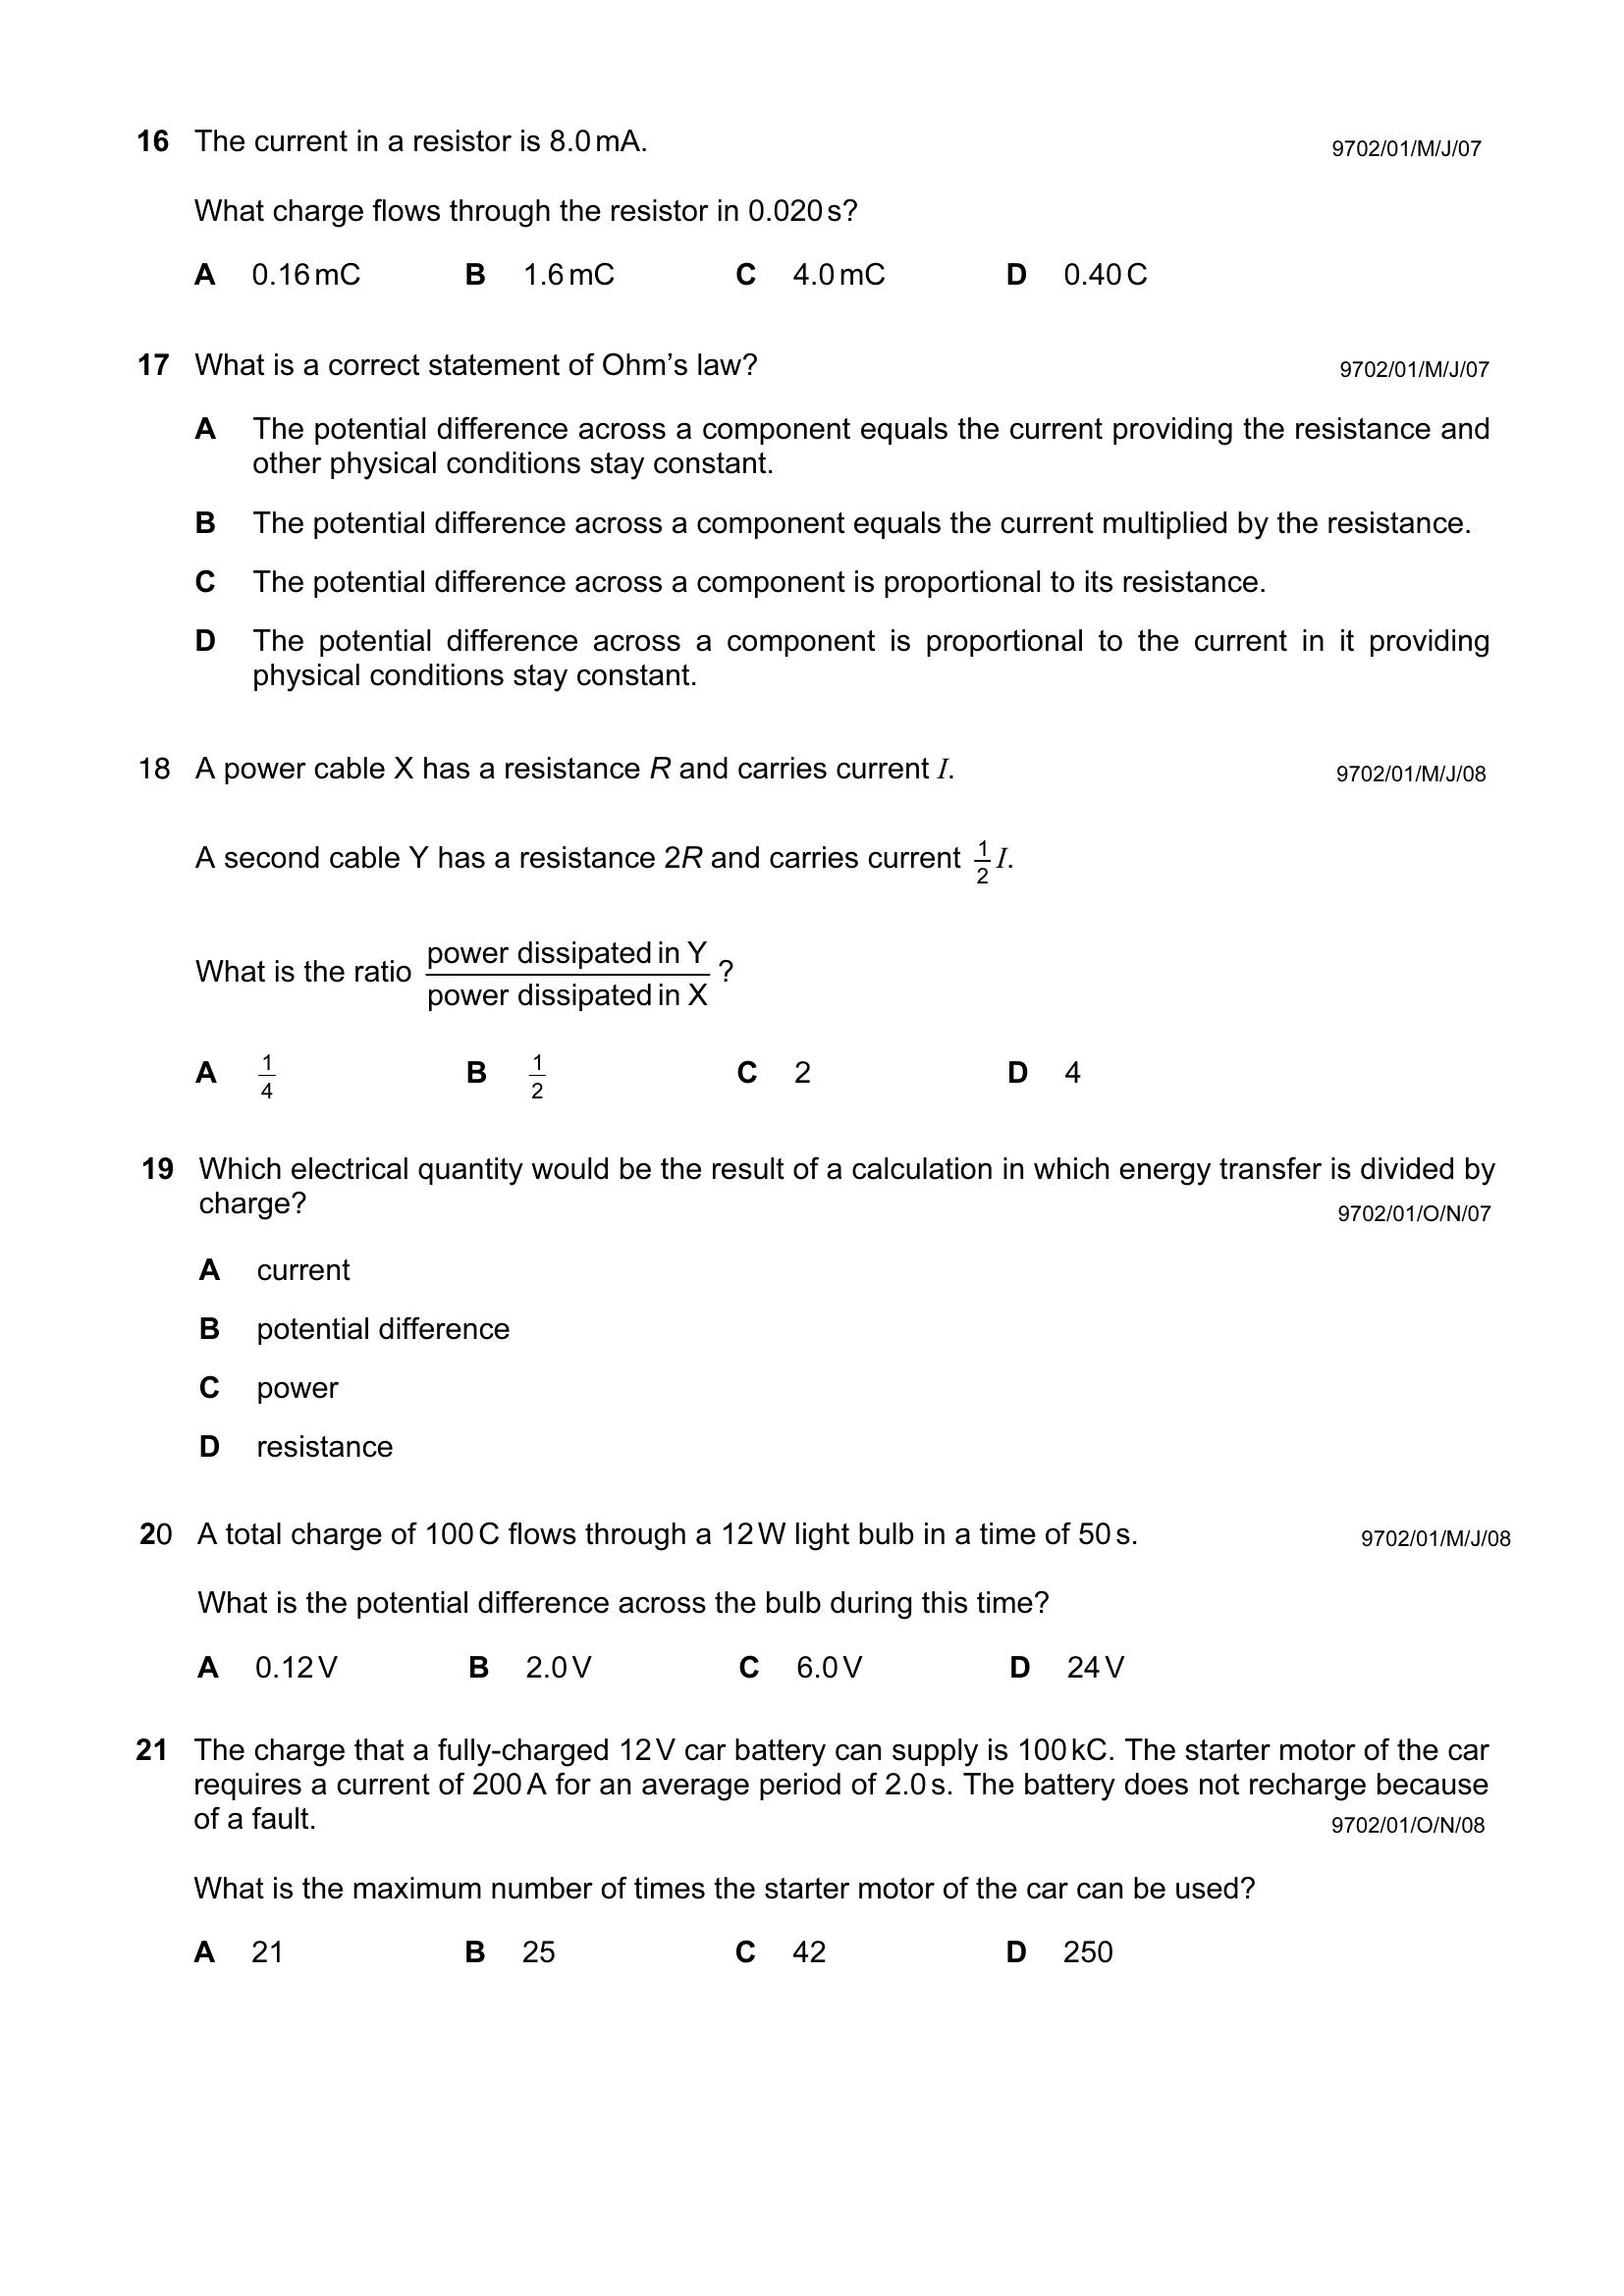 16 The current in a resistor is 8.0 mA. 9702/01/M/J/07
What charge flows through the resistor in 0.020 s?
A 0.16 mC B 1.6 mC C 4.0 mC D 0.40 C
17 What is a correct statement of Ohm’s law? 9702/01/M/J/07
A The potential difference across a component equals the current providing the resistance and
other physical conditions stay constant.
B The potential difference across a component equals the current multiplied by the resistance.
C The potential difference across a component is proportional to its resistance.
D The potential difference across a component is proportional to the current in it providing
physical conditions stay constant.
18 A power cable X has a resistance R and carries current I. 9702/01/M/J/08
A second cable Y has a resistance 2R and carries current 1/2 I.
What is the ratio power dissipated in Y / power dissipated in X ?
A 1/4 B 1/2 C 2 D 4
19 Which electrical quantity would be the result of a calculation in which energy transfer is divided by
charge? 9702/01/O/N/07
A current
B potential difference
C power
D resistance
20 A total charge of 100 C flows through a 12 W light bulb in a time of 50 s. 9702/01/M/J/08
What is the potential difference across the bulb during this time?
A 0.12 V B 2.0 V C 6.0 V D 24 V
21 The charge that a fully-charged 12 V car battery can supply is 100 kC. The starter motor of the car
requires a current of 200 A for an average period of 2.0 s. The battery does not recharge because
of a fault. 9702/01/O/N/08
What is the maximum number of times the starter motor of the car can be used?
A 21 B 25 C 42 D 250